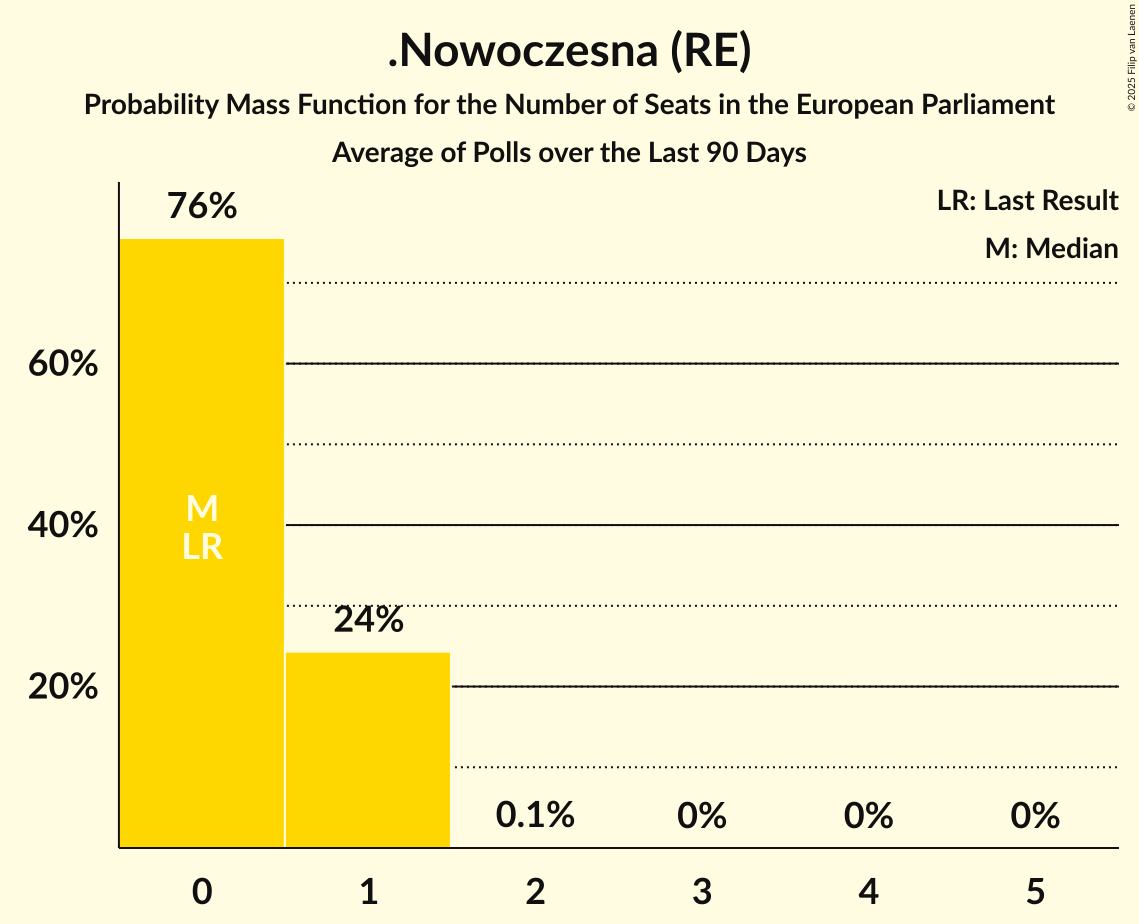 .Nowoczesna (RE)
Probability Mass Function for the Number of Seats in the European Parliament
Average of Polls over the Last 90 Days
© 2025 Filip van Laenen
LR: Last Result
M: Median
76%
60%
40%
20%
M
LR
24%
0.1%
0%
0%
0%
0
1
2
3
4
5